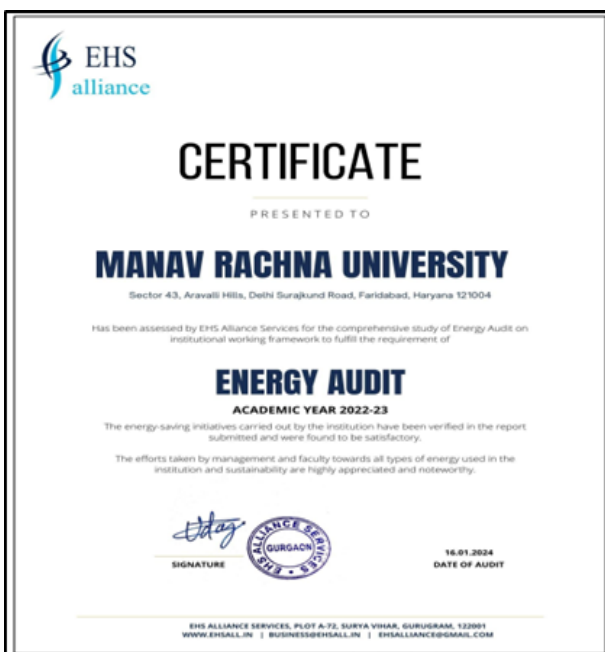 EHS
alliance
CERTIFICATE
PRESENTED TO
MANAV RACHNA UNIVERSITY
Sector 43, Aravalli Hills, Delhi Surajkund Road, Faridabad, Haryana 121004
Has been assessed by EHS Alliance Services for the comprehensive study of Energy Audit on
institutional working framework to fulfill the requirement of
ENERGY AUDIT
ACADEMIC YEAR 2022-23
The energy-saving initiatives carried out by the institution have been verified in the report
submitted and were found to be satisfactory.
The efforts taken by management and faculty towards all types of energy used in the
institution and sustainability are highly appreciated and noteworthy.
Udag
EHS ALLIANCE SERVICES
GURGAON
SIGNATURE
16.01.2024
DATE OF AUDIT
EHS ALLIANCE SERVICES, PLOT A-72, SURYA VIHAR, GURUGRAM, 122001
WWW.EHSALL.IN | BUSINESS@EHSALL.IN | EHSALLIANCE@GMAIL.COM